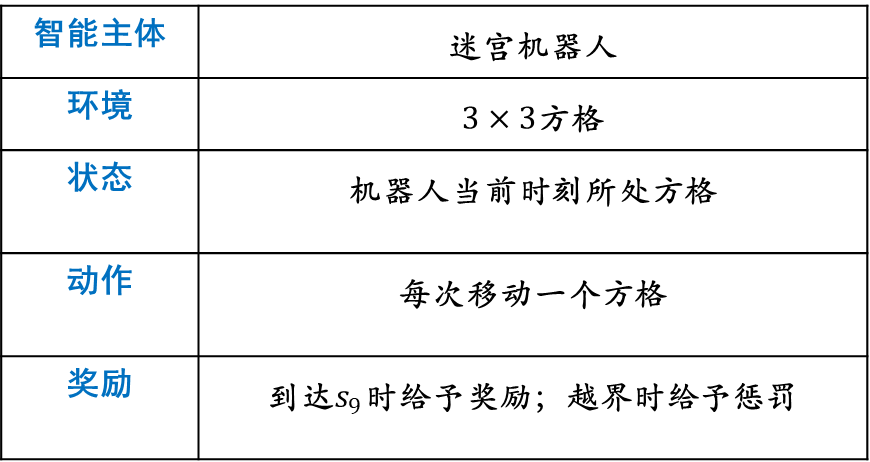 智能主体
迷宫机器人
环境
3 × 3方格
状态
机器人当前时刻所处方格
动作
每次移动一个方格
奖励
到达s₉时给予奖励；越界时给予惩罚